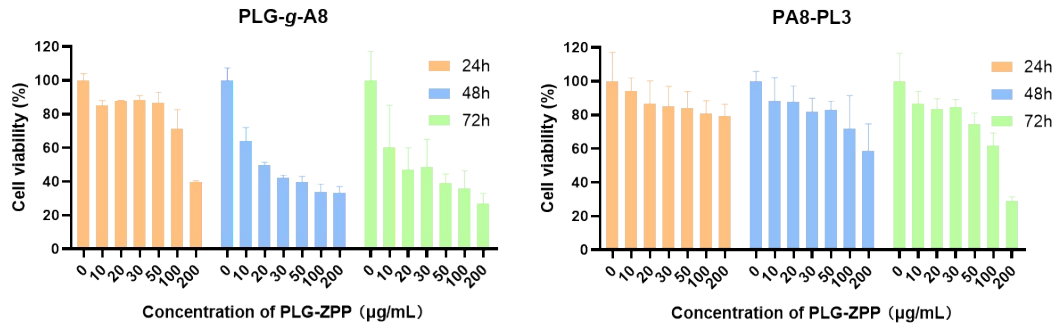 PLG-g-A8
120
100
80
60
40
20
0
Cell viability (%)
24h
48h
72h
0 10 20 30 50 100 200 0 10 20 30 50 100 200 0 10 20 30 50 100 200
Concentration of PLG-ZPP（μg/mL）
PA8-PL3
120
100
80
60
40
20
0
Cell viability (%)
24h
48h
72h
0 10 20 30 50 100 200 0 10 20 30 50 100 200 0 10 20 30 50 100 200
Concentration of PLG-ZPP（μg/mL）